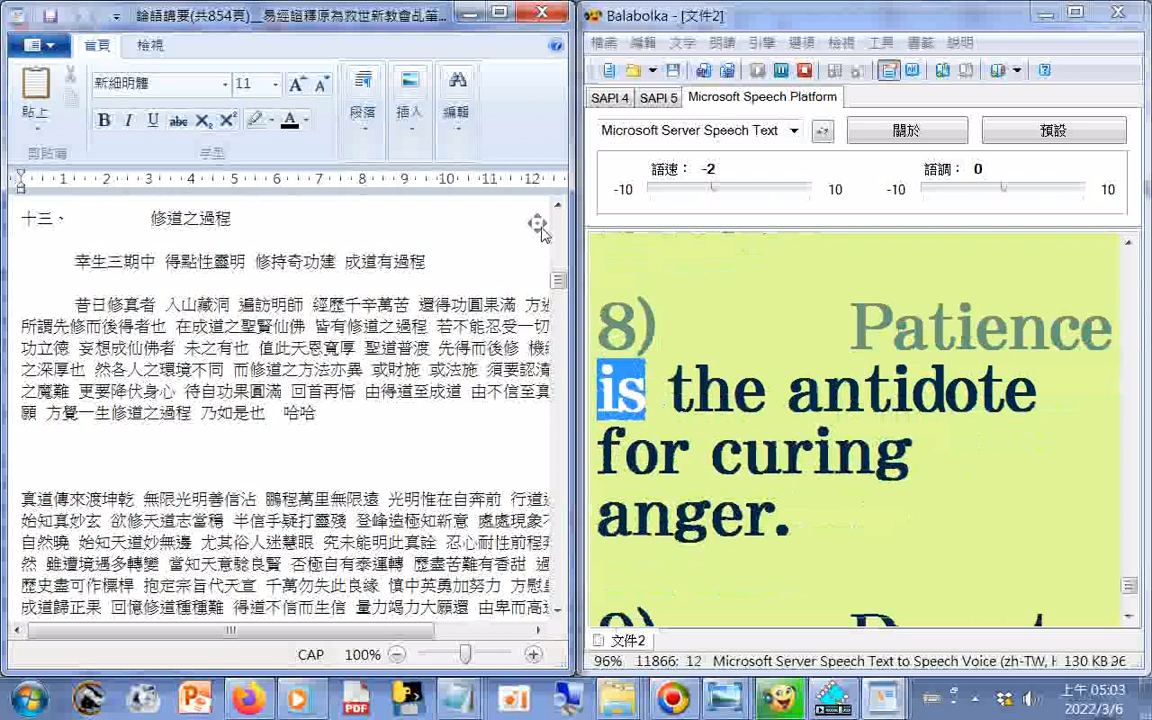 論語講要(共854頁)__易經證釋原為救世新教會乩筆...
首頁
檢視
新細明體
11
貼上
段落
插入
編輯
剪貼簿
字型
1 2 3 4 5 6 7 8 9 10 11 12
十三、 修道之過程
幸生三期中 得點性靈明 修持奇功建 成道有過程
昔日修真者 入山藏洞 遍訪明師 經歷千辛萬苦 還得功圓果滿 方
所謂先修而後得者也 在成道之聖賢仙佛 皆有修道之過程 若不能忍受一切
功立德 妄想成仙佛者 未之有也 值此天恩寬厚 聖道普渡 先得而後修 機
之深厚也 然各人之環境不同 而修道之方法亦異 或財施 或法施 須要認清
之魔難 更要降伏身心 待自功果圓滿 回首再悟 由得道至成道 由不信至真
願 方覺一生修道之過程 乃如是也 哈哈
真道傳來渡坤乾 無限光明善信沾 鵬程萬里無限遠 光明惟在自奔前 行道
始知真妙玄 欲修天道志當穩 半信乎疑打靈殘 登峰造極知新意 處處現象
自然曉 始知天道妙無邊 尤其俗人迷慧眼 究未能明此真詮 忍心耐性前程
然 雖遭境遇多轉變 當知天意驗良賢 否極自有泰運轉 歷盡苦難有香甜 過
歷史盡可作標桿 抱定宗旨代天宣 千萬勿失此良緣 慎中英勇加努力 方慰
成道歸正果 回憶修道種種難 得道不信而生信 量力竭力大願還 由卑而高
CAP 100%
Balabolka - [文件2]
檔案 編輯 文字 朗讀 引擎 選項 檢視 工具 書籤 說明
SAPI 4 SAPI 5 Microsoft Speech Platform
Microsoft Server Speech Text
關於
預設
語速： -2
語調： 0
-10 10 -10 10
8) Patience
is the antidote
for curing
anger.
9)
文件2
96% 11866: 12 Microsoft Server Speech Text to Speech Voice (zh-TW, H 130 KB 96
上午 05:03
2022/3/6